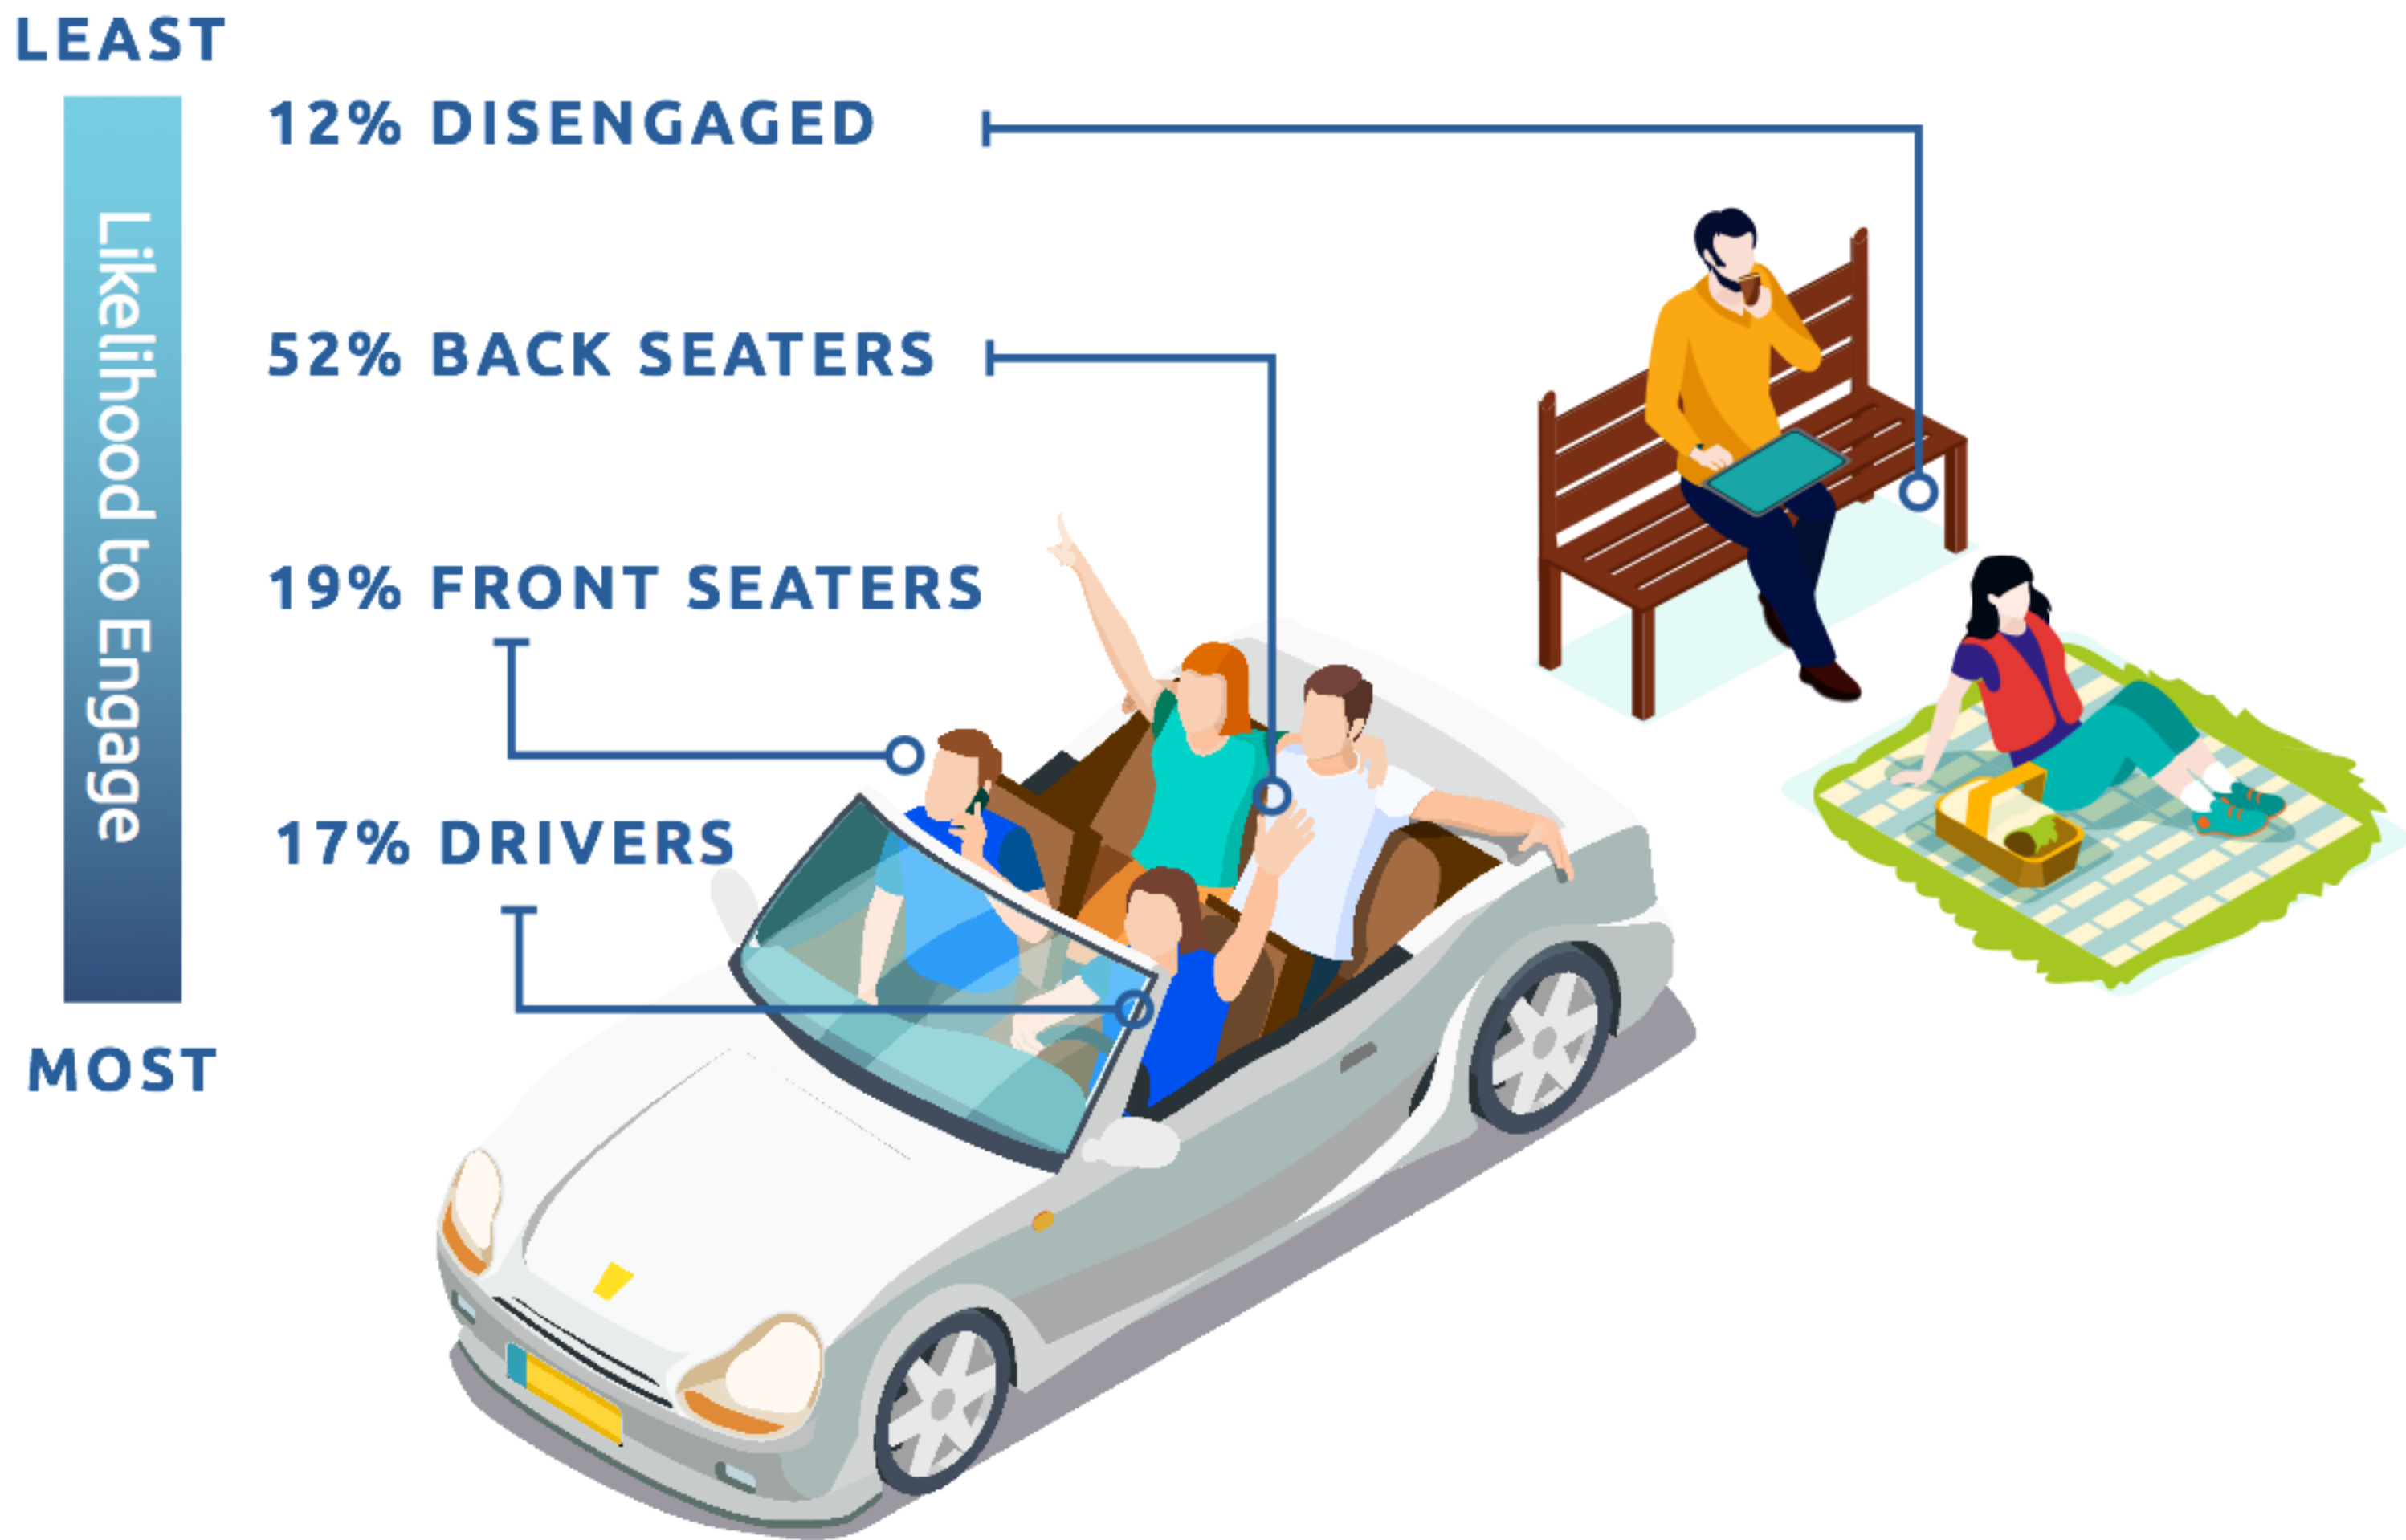 LEAST
12% DISENGAGED
Likelihood to Engage
52% BACK SEATERS
19% FRONT SEATERS
17% DRIVERS
MOST